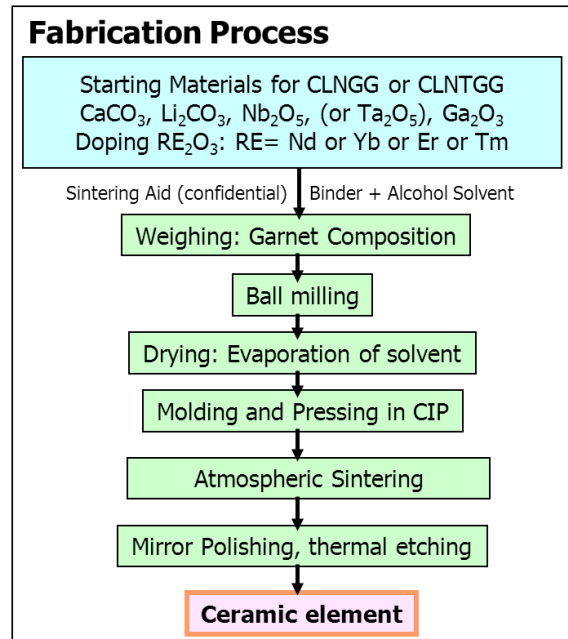 Fabrication Process
Starting Materials for CLNGG or CLNTGG
CaCO₃, Li₂CO₃, Nb₂O₅, (or Ta₂O₅), Ga₂O₃
Doping RE₂O₃: RE= Nd or Yb or Er or Tm
Sintering Aid (confidential) Binder + Alcohol Solvent
Weighing: Garnet Composition
Ball milling
Drying: Evaporation of solvent
Molding and Pressing in CIP
Atmospheric Sintering
Mirror Polishing, thermal etching
Ceramic element